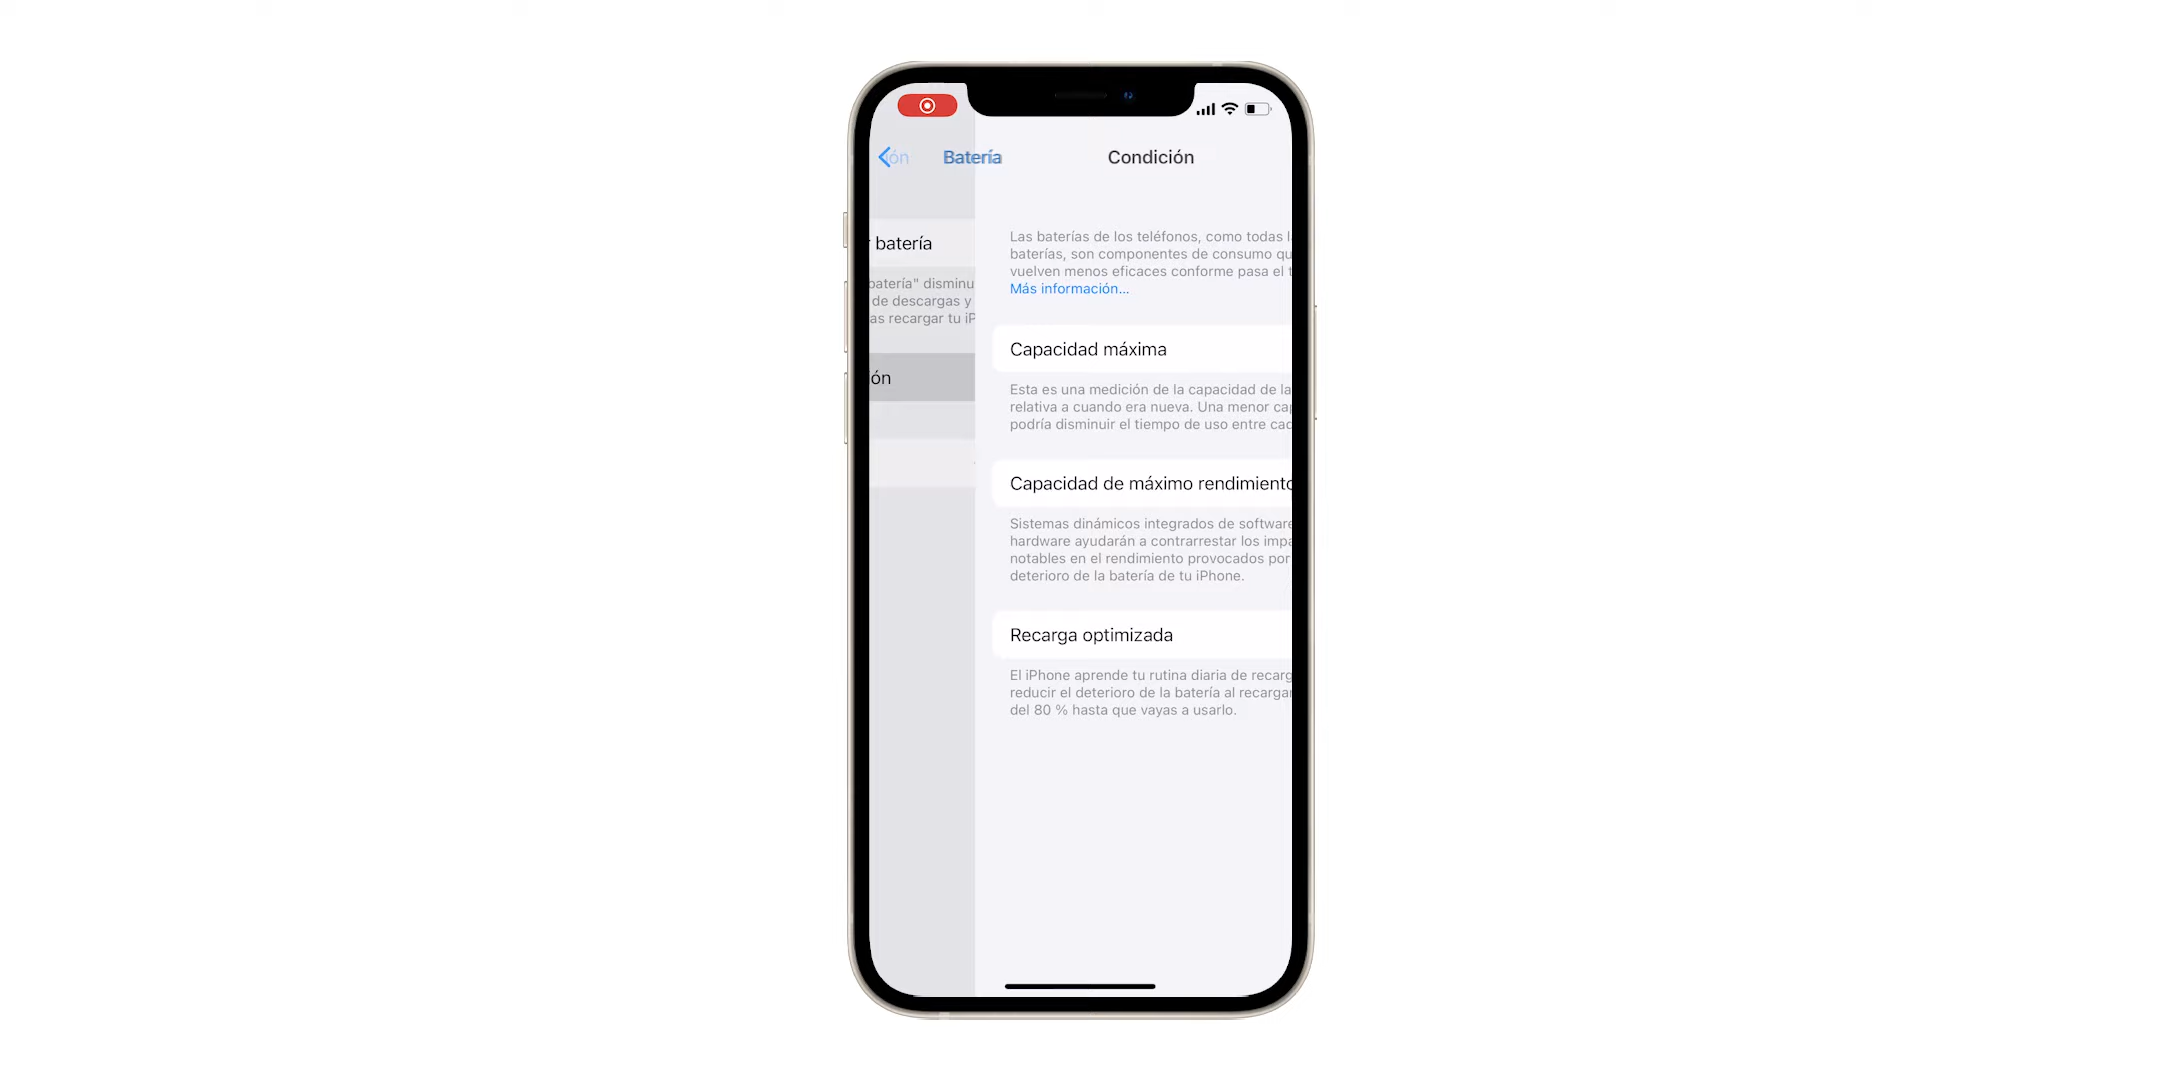 ión Batería Condición
batería
batería" disminu
de descargas y
as recargar tu iP
ión
Las baterías de los teléfonos, como todas
baterías, son componentes de consumo qu
vuelven menos eficaces conforme pasa el
Más información...
Capacidad máxima
Esta es una medición de la capacidad de la
relativa a cuando era nueva. Una menor cap
podría disminuir el tiempo de uso entre cad
Capacidad de máximo rendimiento
Sistemas dinámicos integrados de software
hardware ayudarán a contrarrestar los impa
notables en el rendimiento provocados por
deterioro de la batería de tu iPhone.
Recarga optimizada
El iPhone aprende tu rutina diaria de recarg
reducir el deterioro de la batería al recargar
del 80 % hasta que vayas a usarlo.